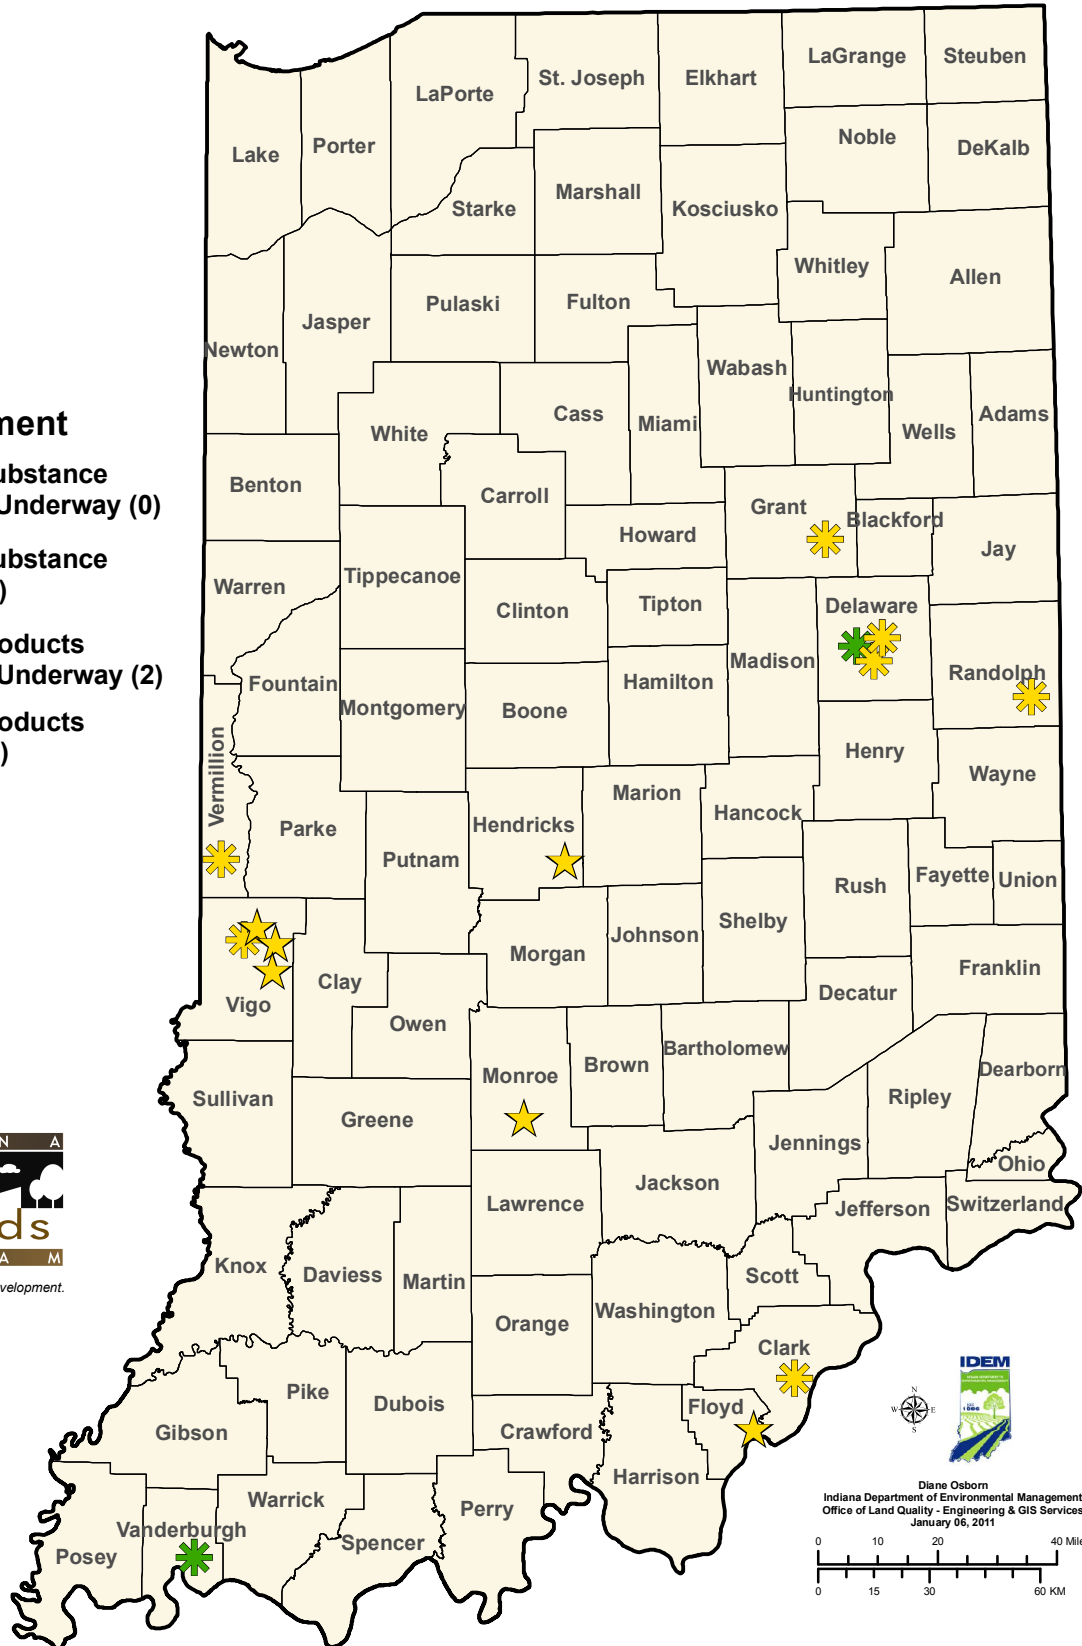 LaGrange
Steuben
St. Joseph
Elkhart
LaPorte
Noble
DeKalb
Lake
Porter
Marshall
Starke
Kosciusko
Whitley
Allen
Pulaski
Fulton
Jasper
Newton
Wabash
Huntington
Cass
Miami
Adams
White
Wells
ment
ubstance
Underway (0)
Benton
Carroll
Grant
Blackford
Howard
Jay
ubstance
)
Tippecanoe
Warren
Clinton
Tipton
Delaware
oducts
Underway (2)
Madison
Randolph
Fountain
Hamilton
Montgomery
Boone
oducts
)
Henry
Vermillion
Wayne
Marion
Hancock
Parke
Hendricks
Putnam
Rush
Fayette
Union
Shelby
Johnson
Morgan
Franklin
Clay
Decatur
Vigo
Owen
Bartholomew
Brown
Dearborn
Monroe
Sullivan
Ripley
Greene
Jennings
N A
Ohio
Jackson
Lawrence
Jefferson
Switzerland
ds
A M
velopment.
Knox
Daviess
Martin
Scott
Washington
Orange
Clark
Pike
Dubois
Floyd
Gibson
Crawford
Harrison
Warrick
Perry
Vanderburgh
Spencer
Posey
IDEM
N
W E
S
Diane Osborn
Indiana Department of Environmental Management
Office of Land Quality - Engineering & GIS Services
January 06, 2011
0 10 20 40 Mile
0 15 30 60 KM